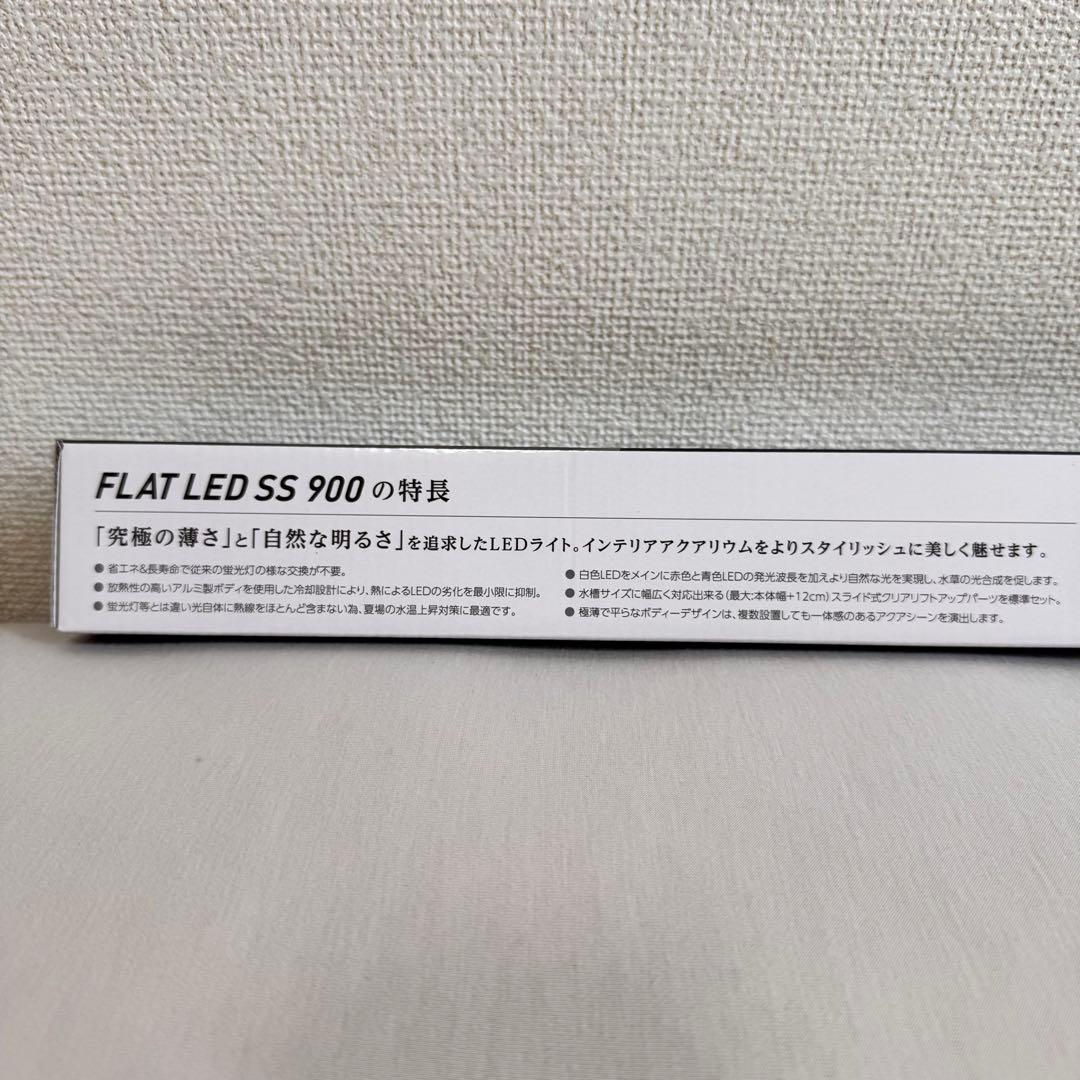 FLAT LED SS 900 の特長
「究極の薄さ」と「自然な明るさ」を追求したLEDライト。インテリアアクアリウムをよりスタイリッシュに美しく魅せます。
● 省エネ&長寿命で従来の蛍光灯の様な交換が不要。
● 放熱性の高いアルミ製ボディを使用した冷却設計により、熱によるLEDの劣化を最小限に抑制。
● 蛍光灯等とは違い光自体に熱線をほとんど含まない為、夏場の水温上昇対策に最適です。
● 白色LEDをメインに赤色と青色LEDの発光波長を加えより自然な光を実現し、水草の光合成を促します。
● 水槽サイズに幅広く対応出来る(最大:本体幅+12cm)スライド式クリアリフトアップパーツを標準セット。
● 極薄で平らなボディーデザインは、複数設置しても一体感のあるアクアシーンを演出します。